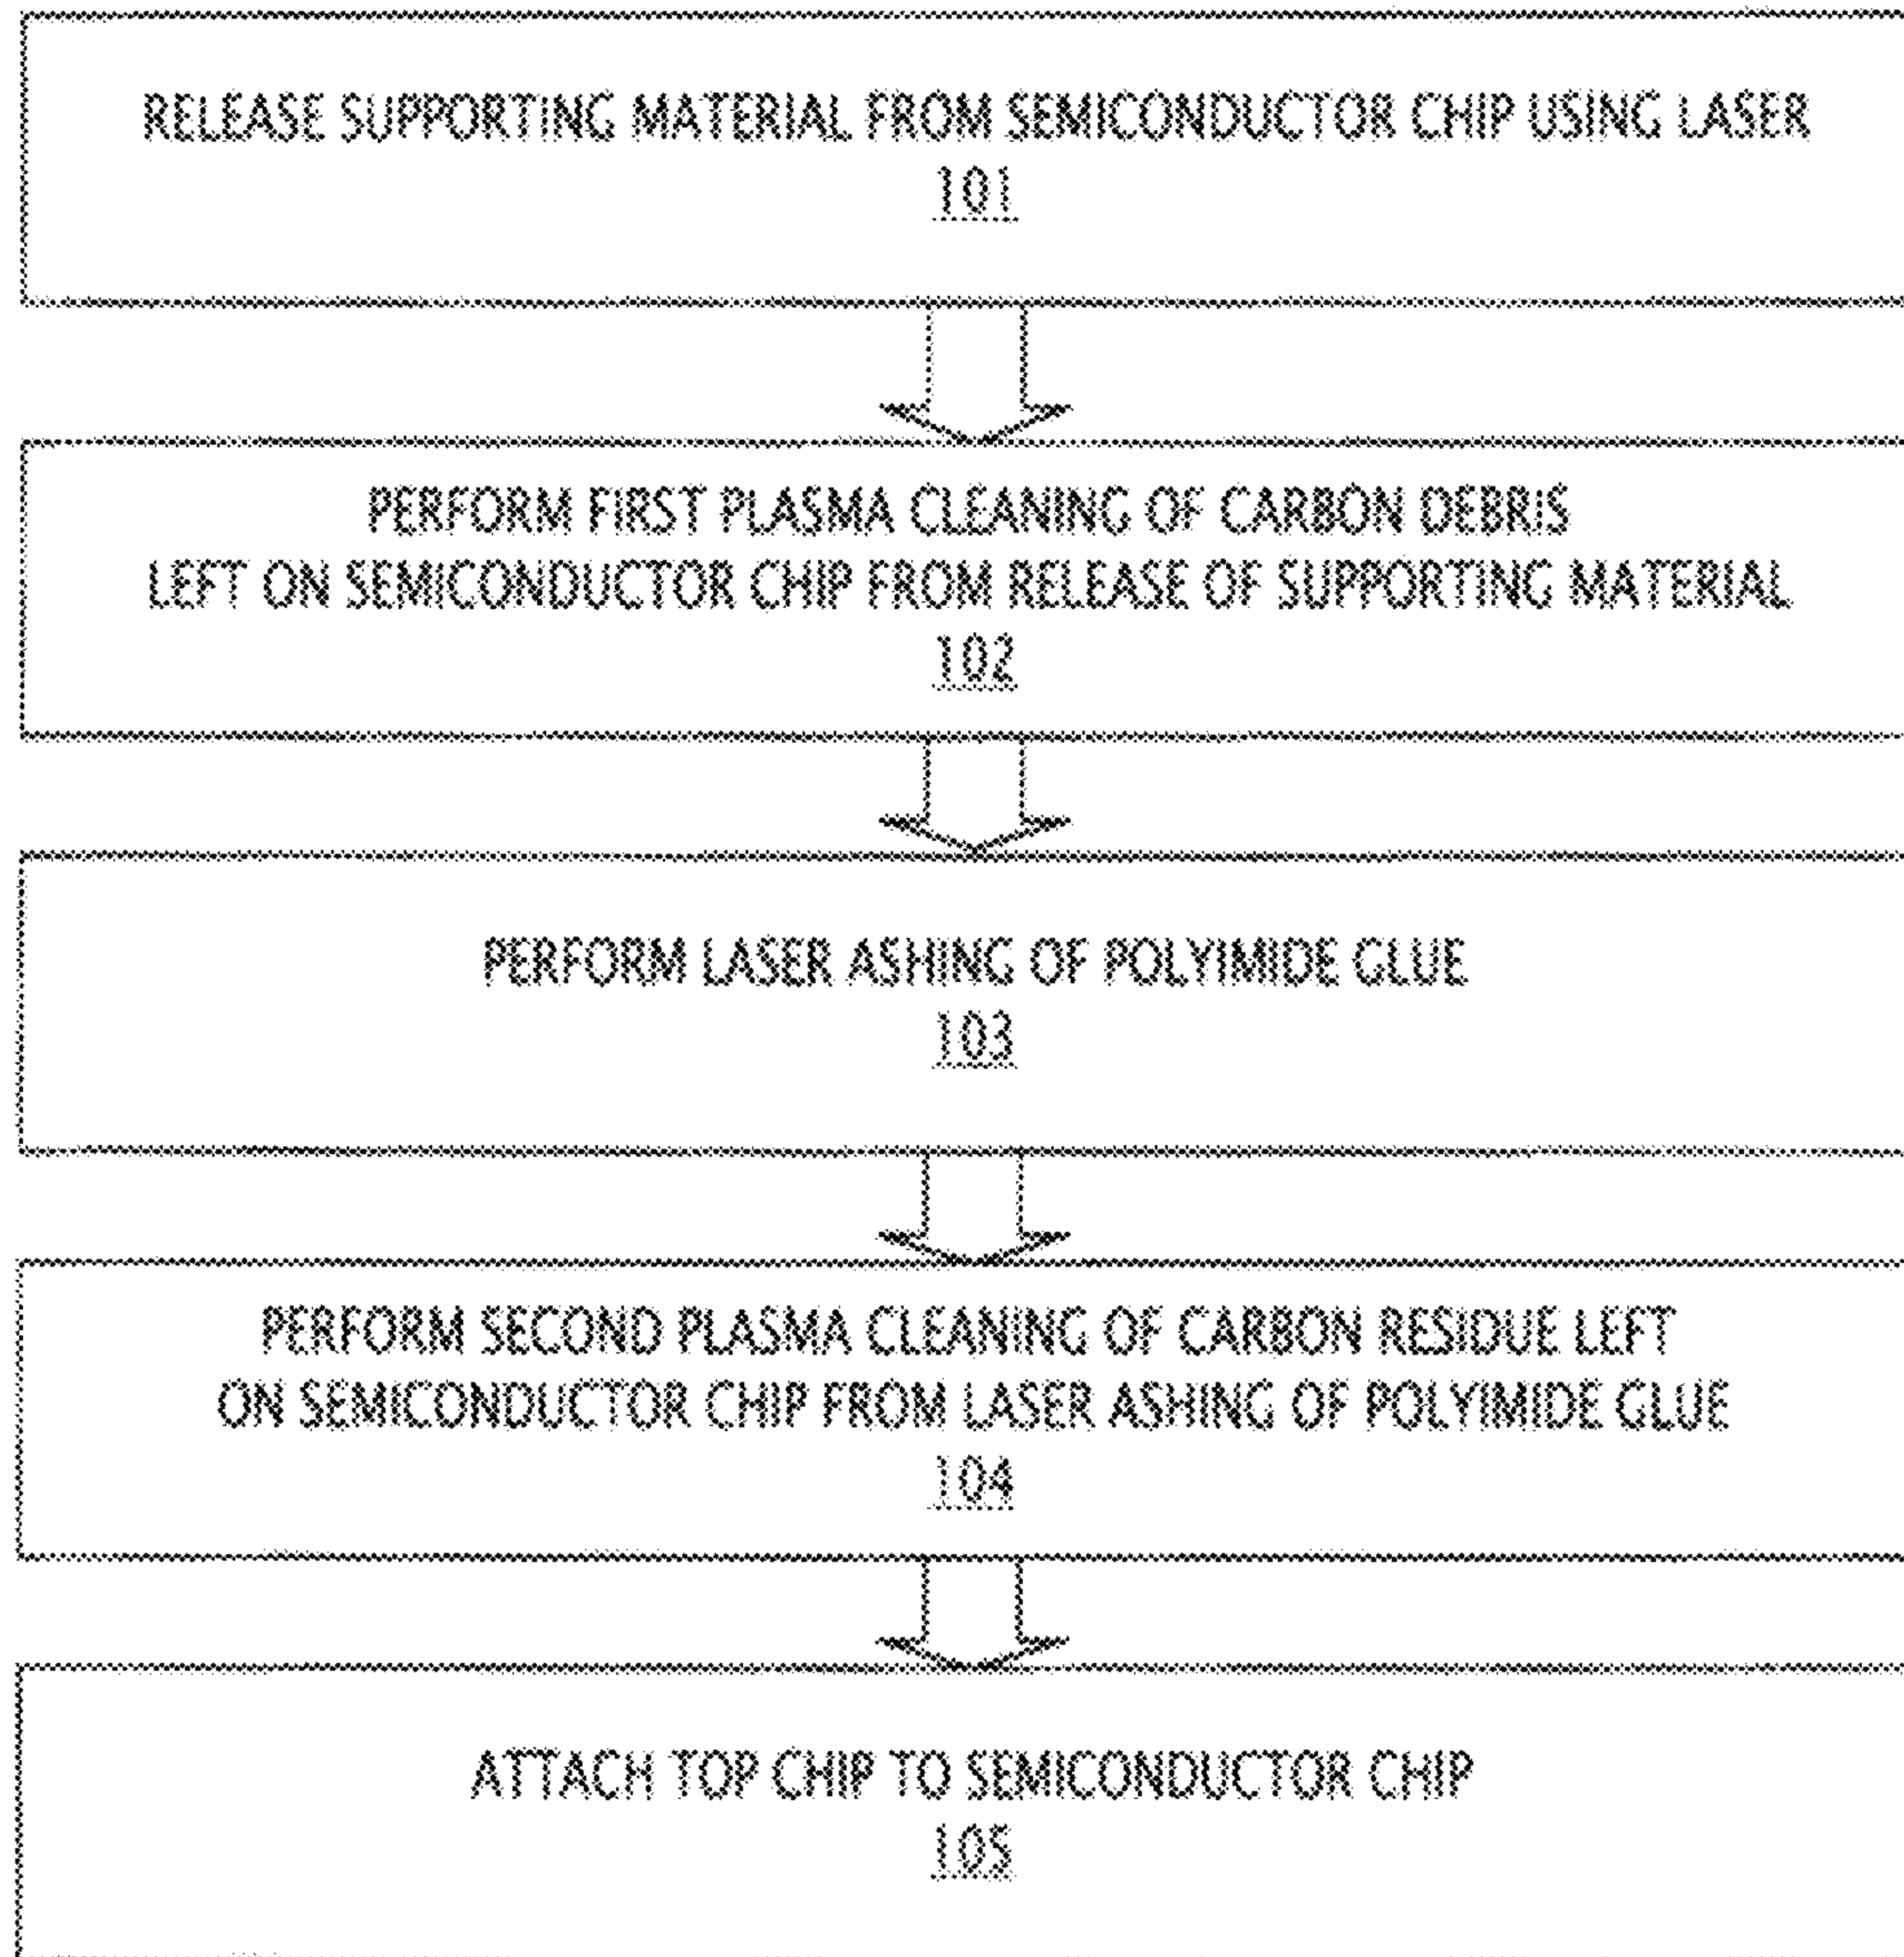 RELEASE SUPPORTING MATERIAL FROM SEMICONDUCTOR CHIP USING LASER
101
PERFORM FIRST PLASMA CLEANING OF CARBON DEBRIS
LEFT ON SEMICONDUCTOR CHIP FROM RELEASE OF SUPPORTING MATERIAL
102
PERFORM LASER ASHING OF POLYIMIDE GLUE
103
PERFORM SECOND PLASMA CLEANING OF CARBON RESIDUE LEFT
ON SEMICONDUCTOR CHIP FROM LASER ASHING OF POLYIMIDE GLUE
104
ATTACH TOP CHIP TO SEMICONDUCTOR CHIP
105